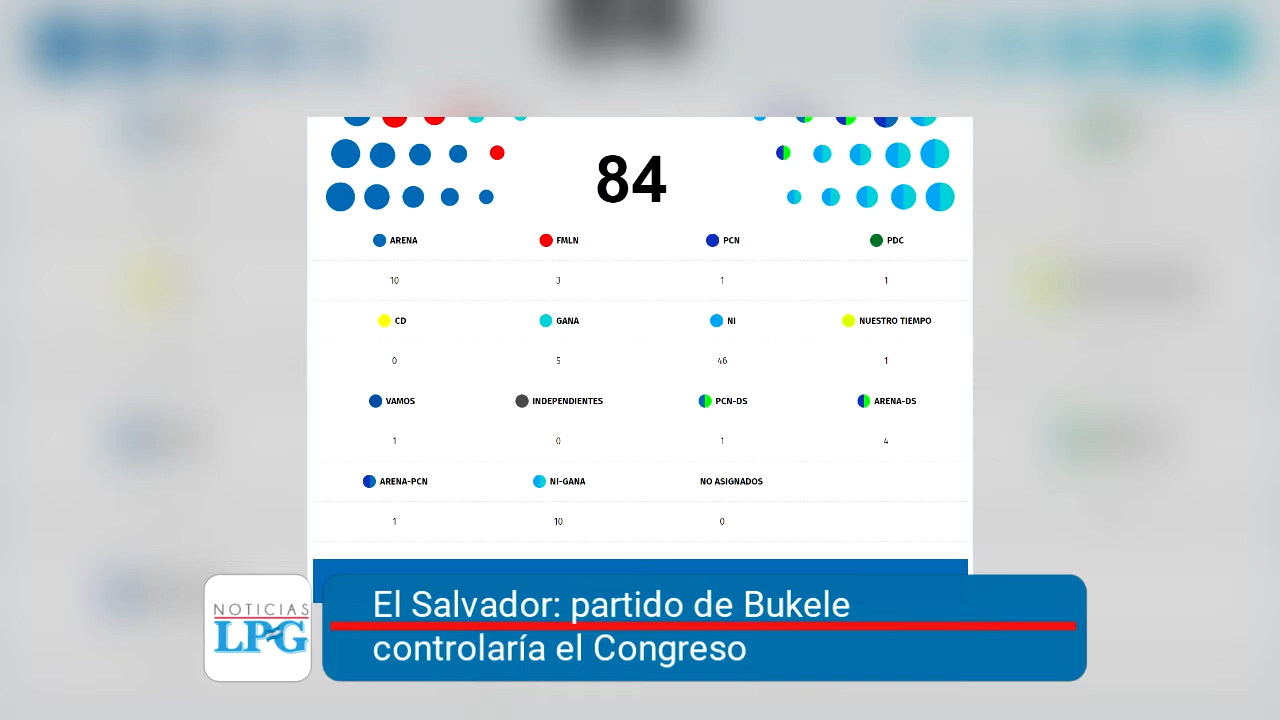 84
ARENA FMLN PCN PDC
10 3 1 1
CD GANA NI NUESTRO TIEMPO
0 5 46 1
VAMOS INDEPENDIENTES PCN-DS ARENA-DS
1 0 1 4
ARENA-PCN NI-GANA NO ASIGNADOS
1 10 0
NOTICIAS
LPG
El Salvador: partido de Bukele
controlaría el Congreso